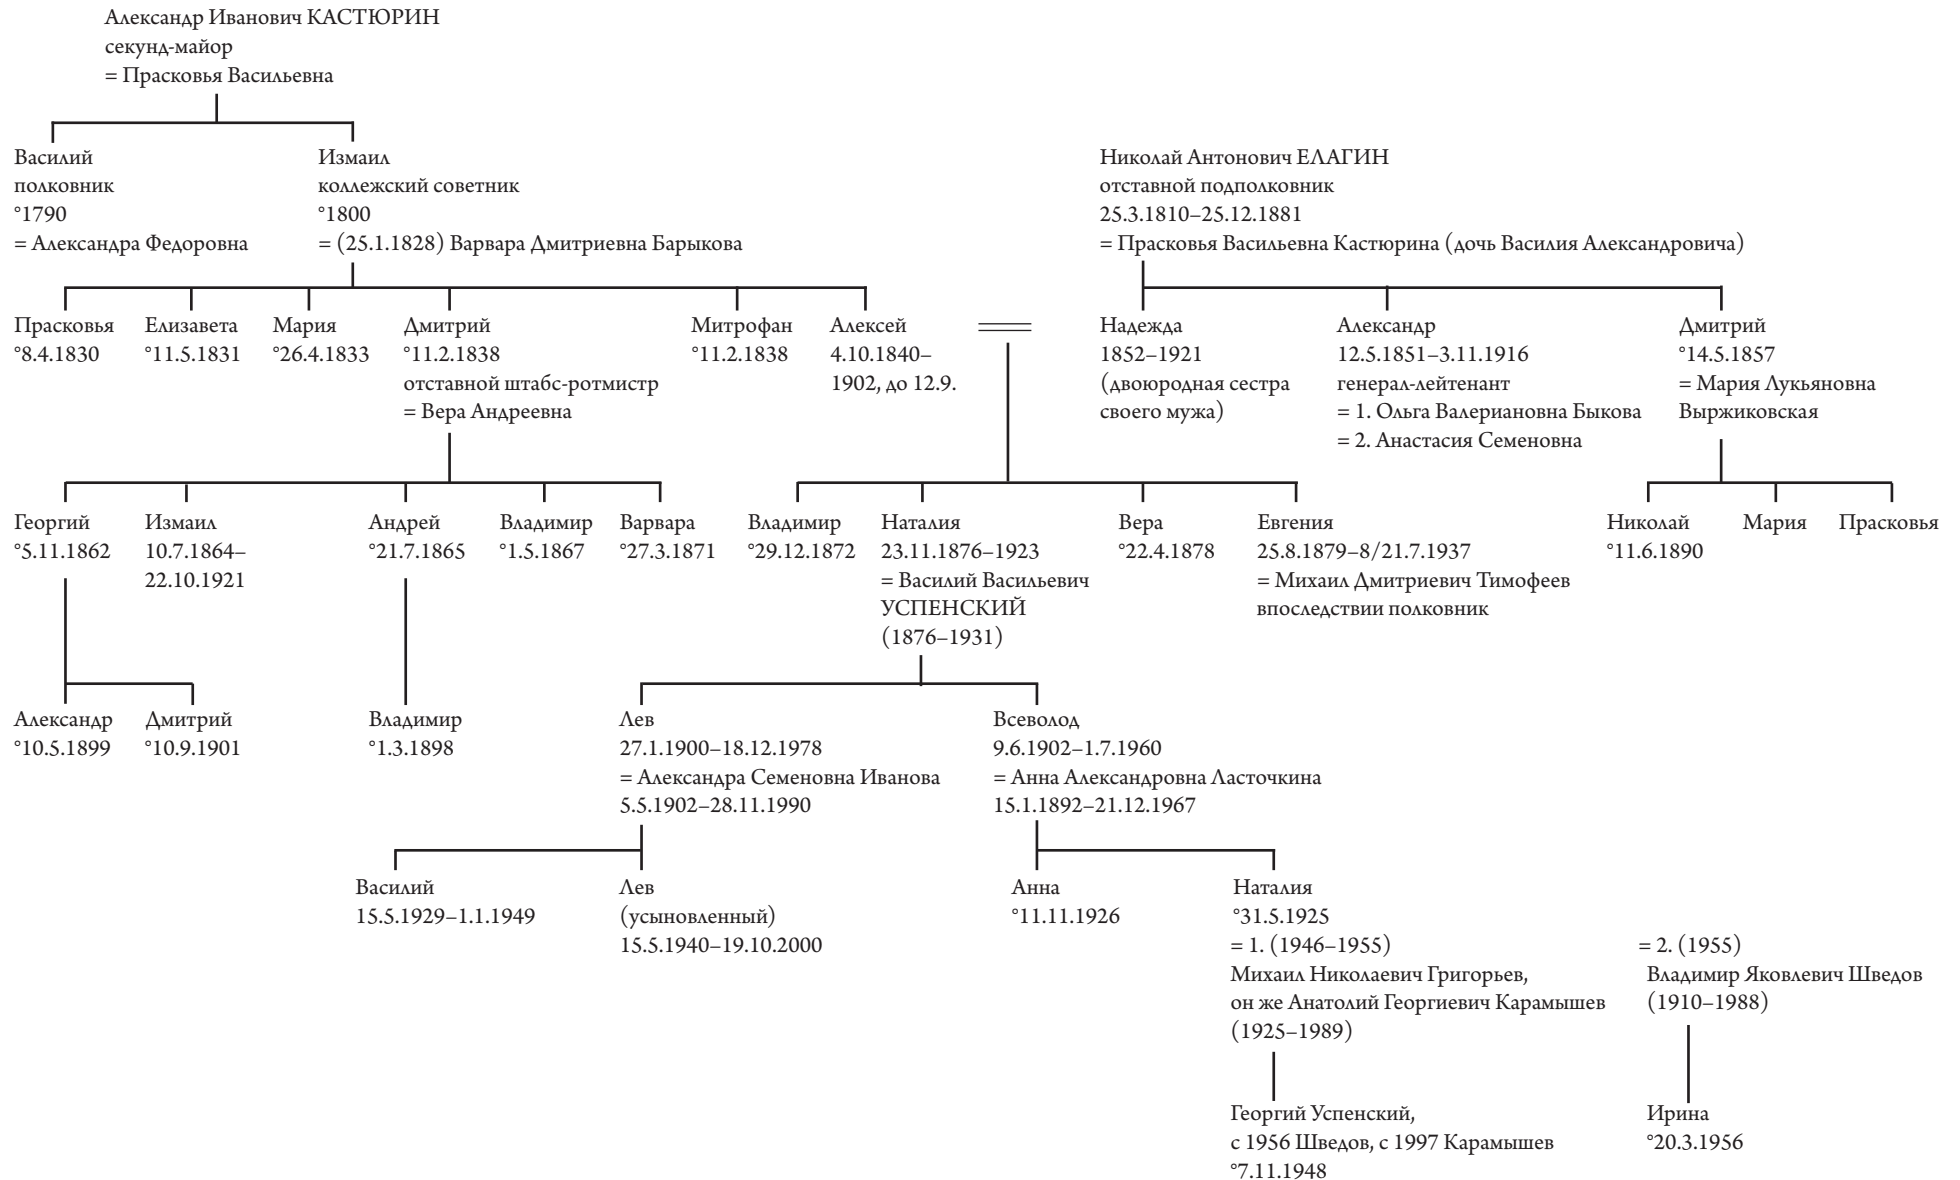 Александр Иванович КАСТЮРИН
секунд-майор
= Прасковья Васильевна
Василий
полковник
°1790
= Александра Федоровна
Измаил
коллежский советник
°1800
= (25.1.1828) Варвара Дмитриевна Барыкова
Николай Антонович ЕЛАГИН
отставной подполковник
25.3.1810–25.12.1881
= Прасковья Васильевна Кастюрина (дочь Василия Александровича)
Прасковья
°8.4.1830
Елизавета
°11.5.1831
Мария
°26.4.1833
Дмитрий
°11.2.1838
отставной штабс-ротмистр
= Вера Андреевна
Митрофан
°11.2.1838
Алексей
4.10.1840–
1902, до 12.9.
Надежда
1852–1921
(двоюродная сестра
своего мужа)
Александр
12.5.1851–3.11.1916
генерал-лейтенант
= 1. Ольга Валериановна Быкова
= 2. Анастасия Семеновна
Дмитрий
°14.5.1857
= Мария Лукьяновна
Выржиковская
Георгий
°5.11.1862
Измаил
10.7.1864–
22.10.1921
Андрей
°21.7.1865
Владимир
°1.5.1867
Варвара
°27.3.1871
Владимир
°29.12.1872
Наталия
23.11.1876–1923
= Василий Васильевич
УСПЕНСКИЙ
(1876–1931)
Вера
°22.4.1878
Евгения
25.8.1879–8/21.7.1937
= Михаил Дмитриевич Тимофеев
впоследствии полковник
Николай
°11.6.1890
Мария
Прасковья
Александр
°10.5.1899
Дмитрий
°10.9.1901
Владимир
°1.3.1898
Лев
27.1.1900–18.12.1978
= Александра Семеновна Иванова
5.5.1902–28.11.1990
Всеволод
9.6.1902–1.7.1960
= Анна Александровна Ласточкина
15.1.1892–21.12.1967
Василий
15.5.1929–1.1.1949
Лев
(усыновленный)
15.5.1940–19.10.2000
Анна
°11.11.1926
Наталия
°31.5.1925
= 1. (1946–1955)
Михаил Николаевич Григорьев,
он же Анатолий Георгиевич Карамышев
(1925–1989)
= 2. (1955)
Владимир Яковлевич Шведов
(1910–1988)
Георгий Успенский,
с 1956 Шведов, с 1997 Карамышев
°7.11.1948
Ирина
°20.3.1956